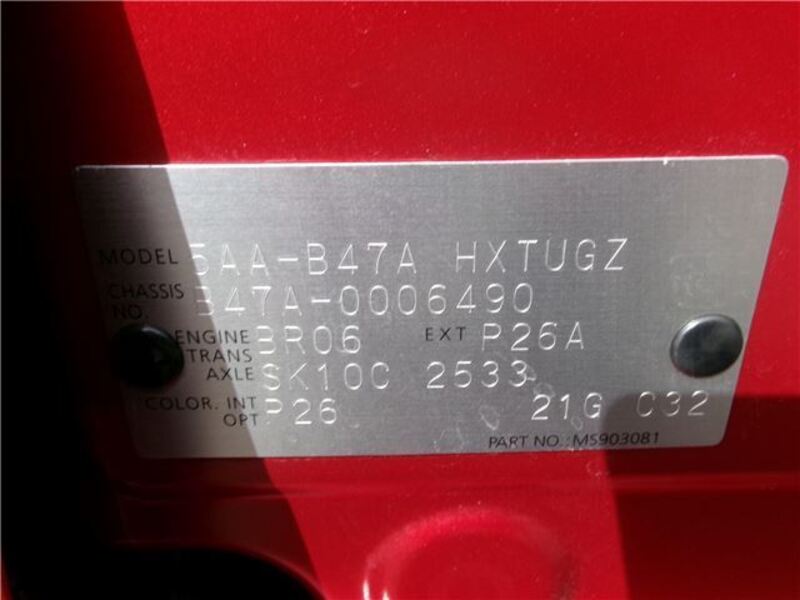 MODEL 5AA-B47A HXTUGZ
CHASSIS NO. B47A-0006490
ENGINE BR06 EXT P26A
TRANS AXLE SK10C 2533
COLOR. INT OPT P26 21G C32
PART NO.: MS903081